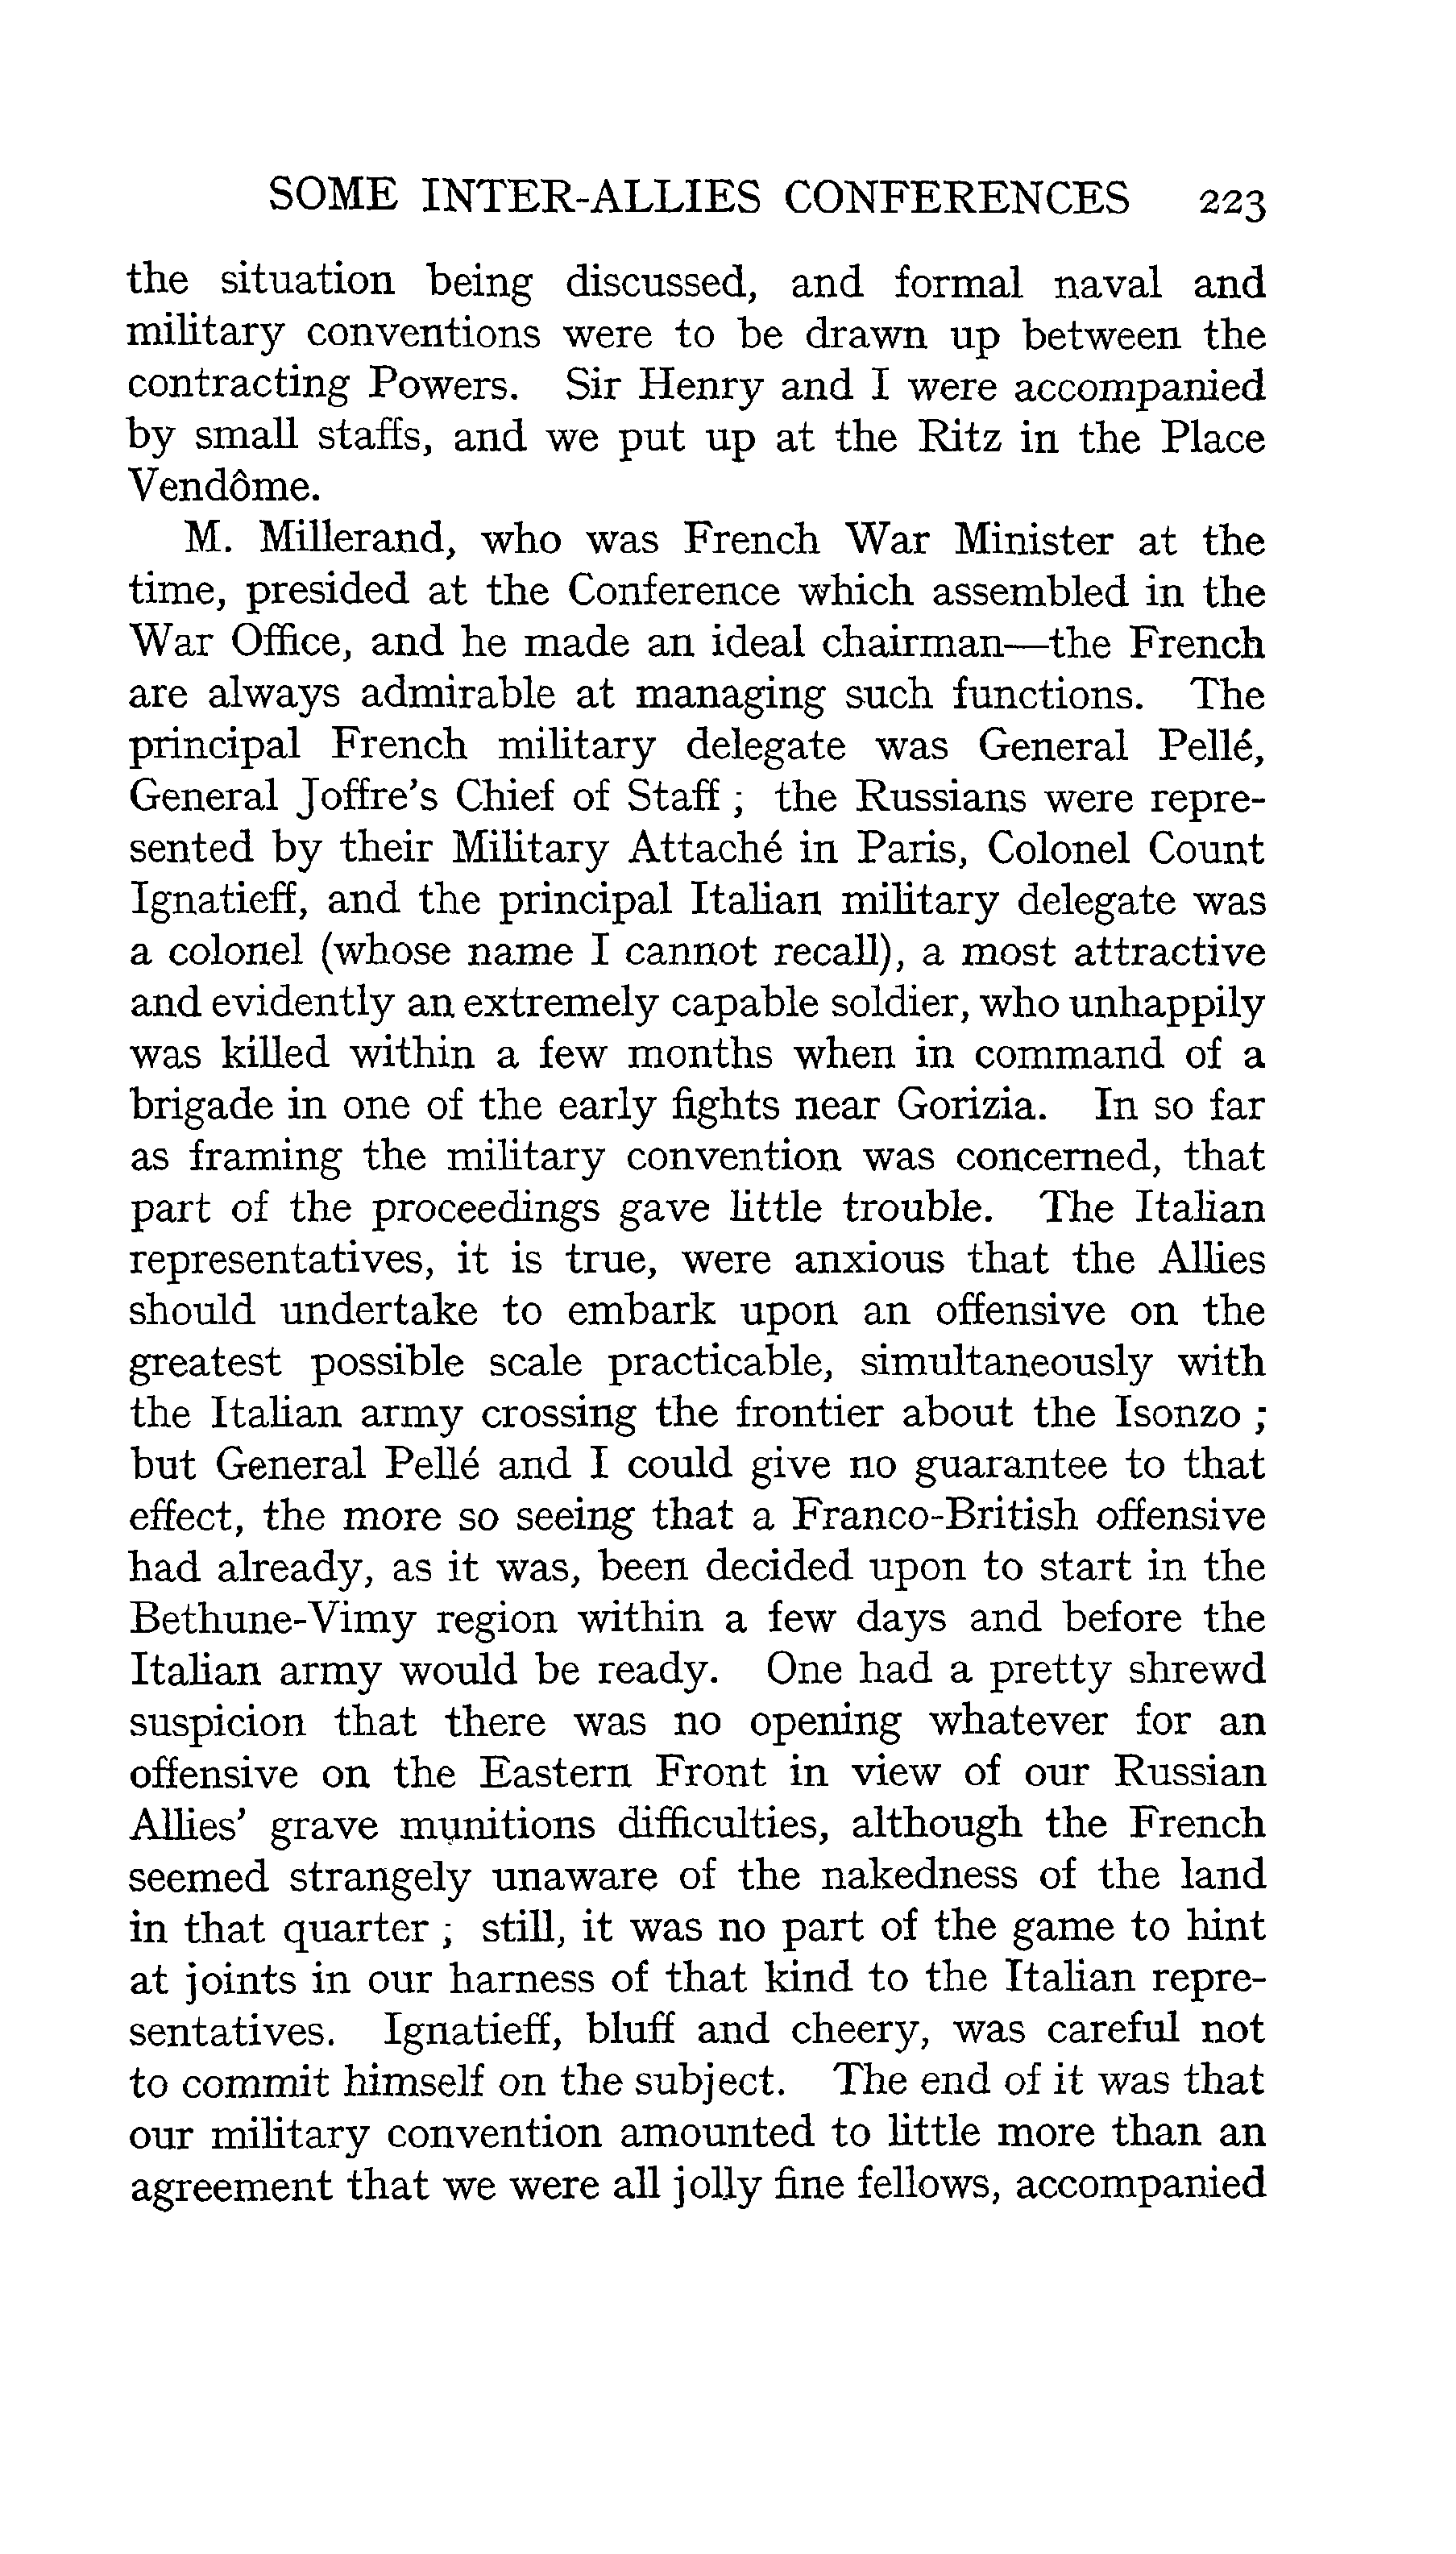 SOME INTER-ALLIES CONFERENCES 223
the situation being discussed, and formal naval and
military conventions were to be drawn up between the
contracting Powers. Sir Henry and I were accompanied
by small staffs, and we put up at the Ritz in the Place
Vendôme.
M. Millerand, who was French War Minister at the
time, presided at the Conference which assembled in the
War Office, and he made an ideal chairman—the French
are always admirable at managing such functions. The
principal French military delegate was General Pellé,
General Joffre's Chief of Staff ; the Russians were repre-
sented by their Military Attaché in Paris, Colonel Count
Ignatieff, and the principal Italian military delegate was
a colonel (whose name I cannot recall), a most attractive
and evidently an extremely capable soldier, who unhappily
was killed within a few months when in command of a
brigade in one of the early fights near Gorizia. In so far
as framing the military convention was concerned, that
part of the proceedings gave little trouble. The Italian
representatives, it is true, were anxious that the Allies
should undertake to embark upon an offensive on the
greatest possible scale practicable, simultaneously with
the Italian army crossing the frontier about the Isonzo ;
but General Pellé and I could give no guarantee to that
effect, the more so seeing that a Franco-British offensive
had already, as it was, been decided upon to start in the
Bethune-Vimy region within a few days and before the
Italian army would be ready. One had a pretty shrewd
suspicion that there was no opening whatever for an
offensive on the Eastern Front in view of our Russian
Allies' grave munitions difficulties, although the French
seemed strangely unaware of the nakedness of the land
in that quarter ; still, it was no part of the game to hint
at joints in our harness of that kind to the Italian repre-
sentatives. Ignatieff, bluff and cheery, was careful not
to commit himself on the subject. The end of it was that
our military convention amounted to little more than an
agreement that we were all jolly fine fellows, accompanied